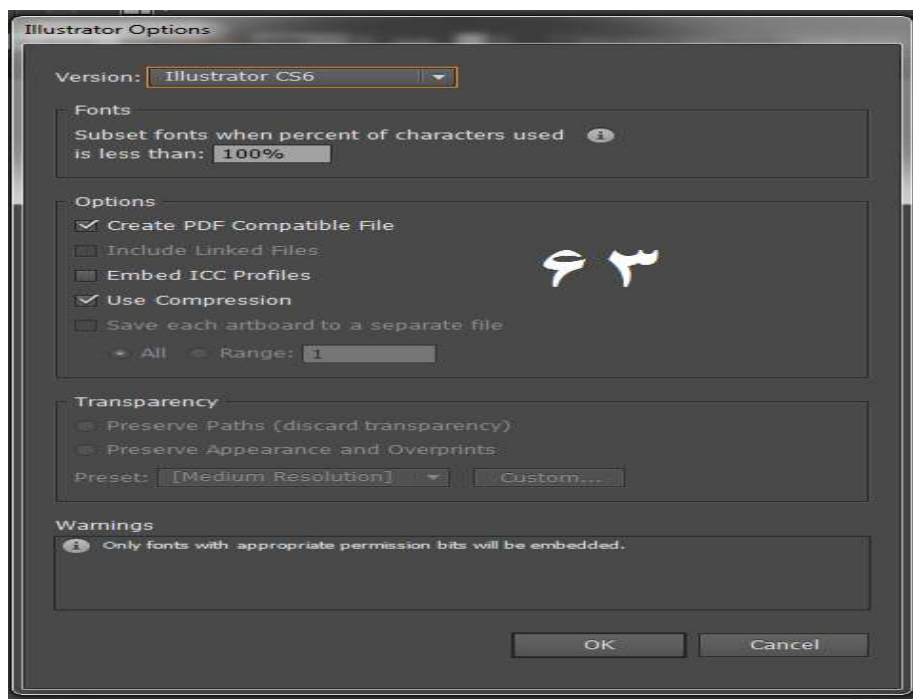 Illustrator Options
Version: Illustrator CS6
Fonts
Subset fonts when percent of characters used
is less than: 100%
Options
Create PDF Compatible File
Include Linked Files
Embed ICC Profiles
۶۳
Use Compression
Save each artboard to a separate file
All Range: 1
Transparency
Preserve Paths (discard transparency)
Preserve Appearance and Overprints
Preset: [Medium Resolution] Custom...
Warnings
Only fonts with appropriate permission bits will be embedded.
OK Cancel